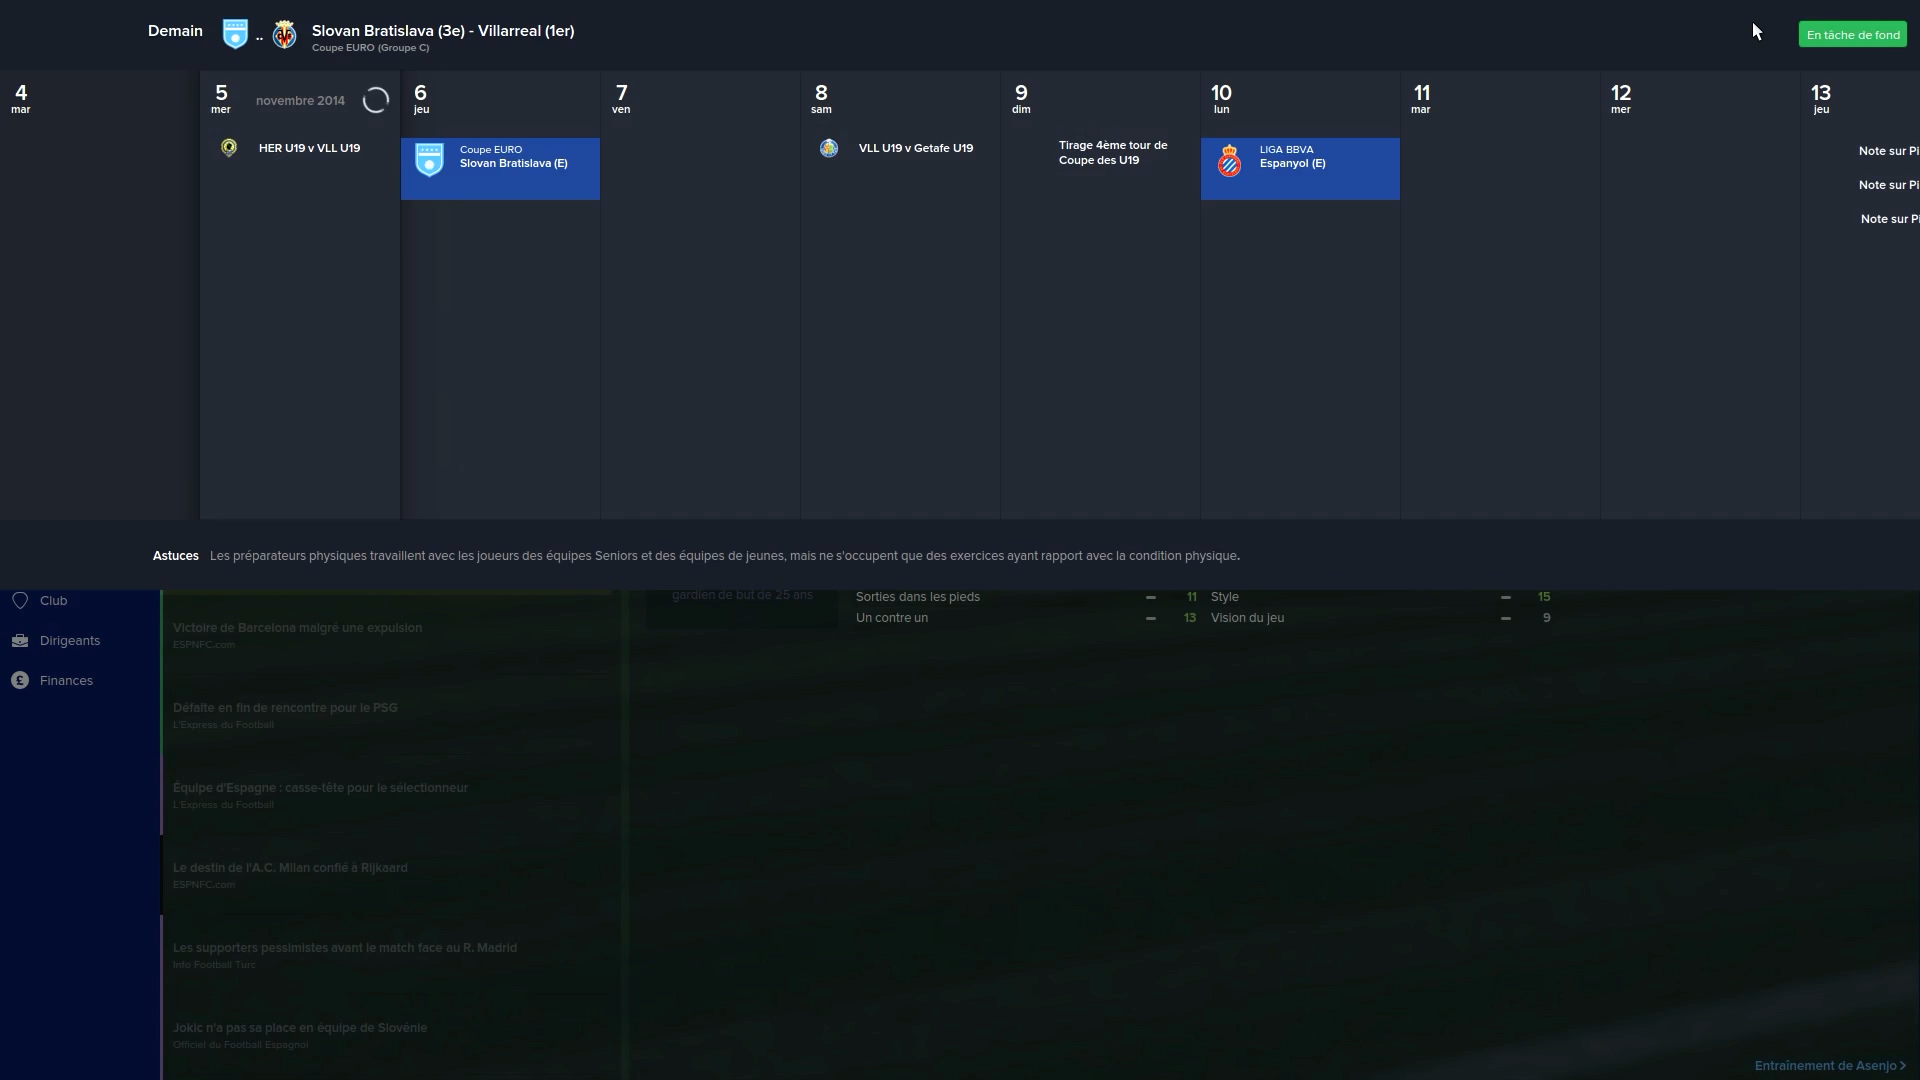 Demain
..
Slovan Bratislava (3e) - Villarreal (1er)
Coupe EURO (Groupe C)
En tâche de fond
4
mar
5
mer
novembre 2014
6
jeu
7
ven
8
sam
9
dim
10
lun
11
mar
12
mer
13
jeu
HER U19 v VLL U19
Coupe EURO
Slovan Bratislava (E)
VLL U19 v Getafe U19
Tirage 4ème tour de
Coupe des U19
LIGA BBVA
Espanyol (E)
Note sur Pi
Note sur Pi
Note sur Pi
Astuces Les préparateurs physiques travaillent avec les joueurs des équipes Seniors et des équipes de jeunes, mais ne s'occupent que des exercices ayant rapport avec la condition physique.
Club
Dirigeants
Finances
gardien de but de 25 ans
Sorties dans les pieds 11
Style 15
Un contre un 13
Vision du jeu 9
Victoire de Barcelona malgré une expulsion
ESPNFC.com
Défaite en fin de rencontre pour le PSG
L'Express du Football
Équipe d'Espagne : casse-tête pour le sélectionneur
L'Express du Football
Le destin de l'A.C. Milan confié à Rijkaard
ESPNFC.com
Les supporters pessimistes avant le match face au R. Madrid
Info Football Turc
Jokic n'a pas sa place en équipe de Slovénie
Officiel du Football Espagnol
Entraînement de Asenjo >